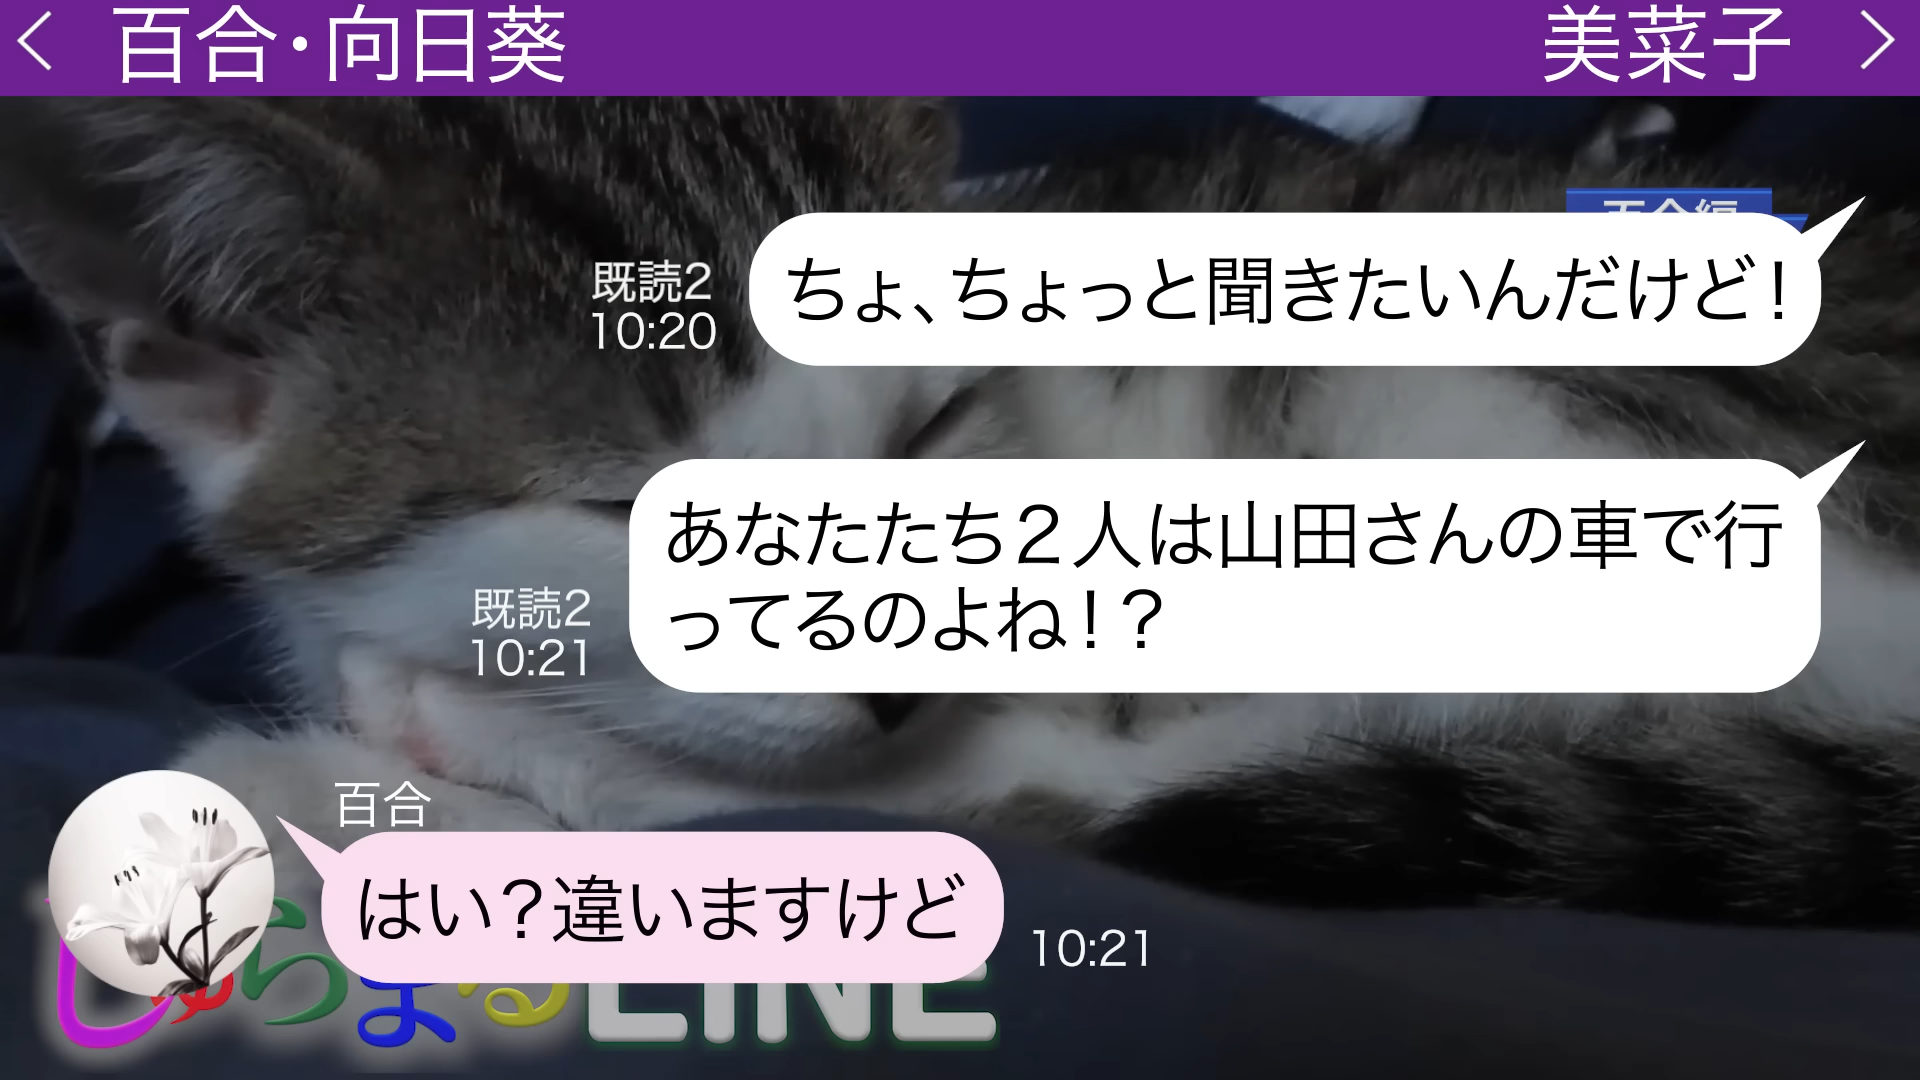 百合・向日葵
美菜子
ちょ、ちょっと聞きたいんだけど！
既読2
10:20
あなたたち２人は山田さんの車で行
ってるのよね！？
既読2
10:21
百合
はい？違いますけど
10:21
LINE